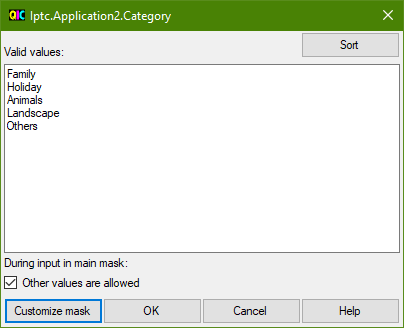 QIC Iptc.Application2.Category
Valid values:
Sort
Family
Holiday
Animals
Landscape
Others
During input in main mask:
Other values are allowed
Customize mask OK Cancel Help